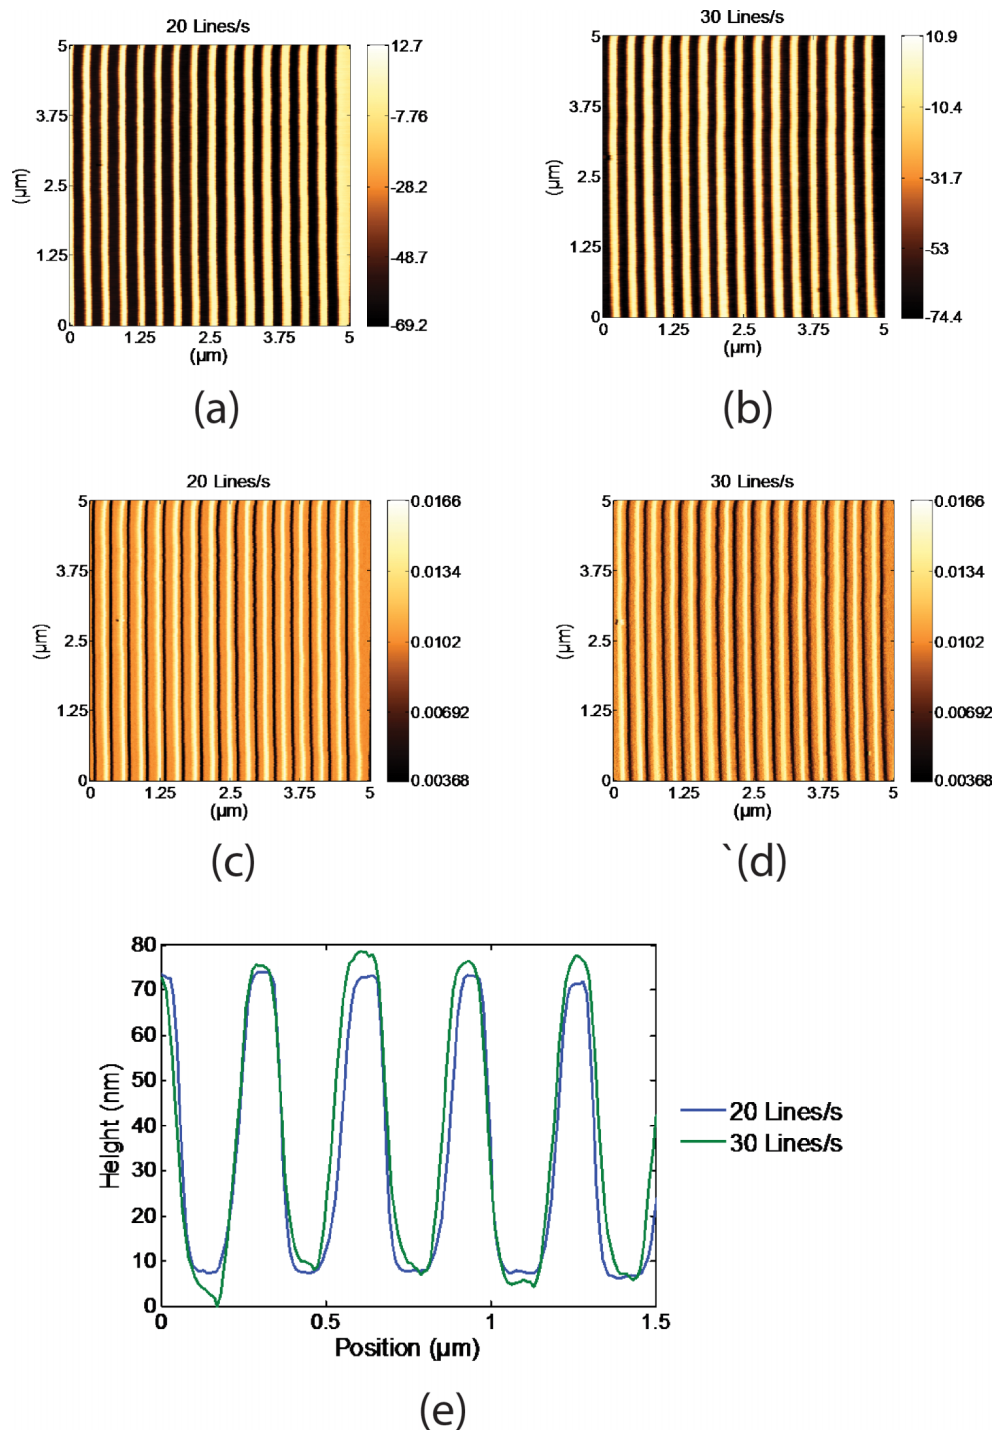 20 Lines/s
5
3.75
2.5
1.25
0
(µm)
0 1.25 2.5 3.75 5
(µm)
12.7
-7.76
-28.2
-48.7
-69.2
(a)
30 Lines/s
5
3.75
2.5
1.25
0
(µm)
0 1.25 2.5 3.75 5
(µm)
10.9
-10.4
-31.7
-53
-74.4
(b)
20 Lines/s
5
3.75
2.5
1.25
0
(µm)
0 1.25 2.5 3.75 5
(µm)
0.0166
0.0134
0.0102
0.00692
0.00368
(c)
30 Lines/s
5
3.75
2.5
1.25
0
(µm)
0 1.25 2.5 3.75 5
(µm)
0.0166
0.0134
0.0102
0.00692
0.00368
`(d)
80
70
60
50
40
30
20
10
0
Height (nm)
0 0.5 1 1.5
Position (µm)
20 Lines/s
30 Lines/s
(e)